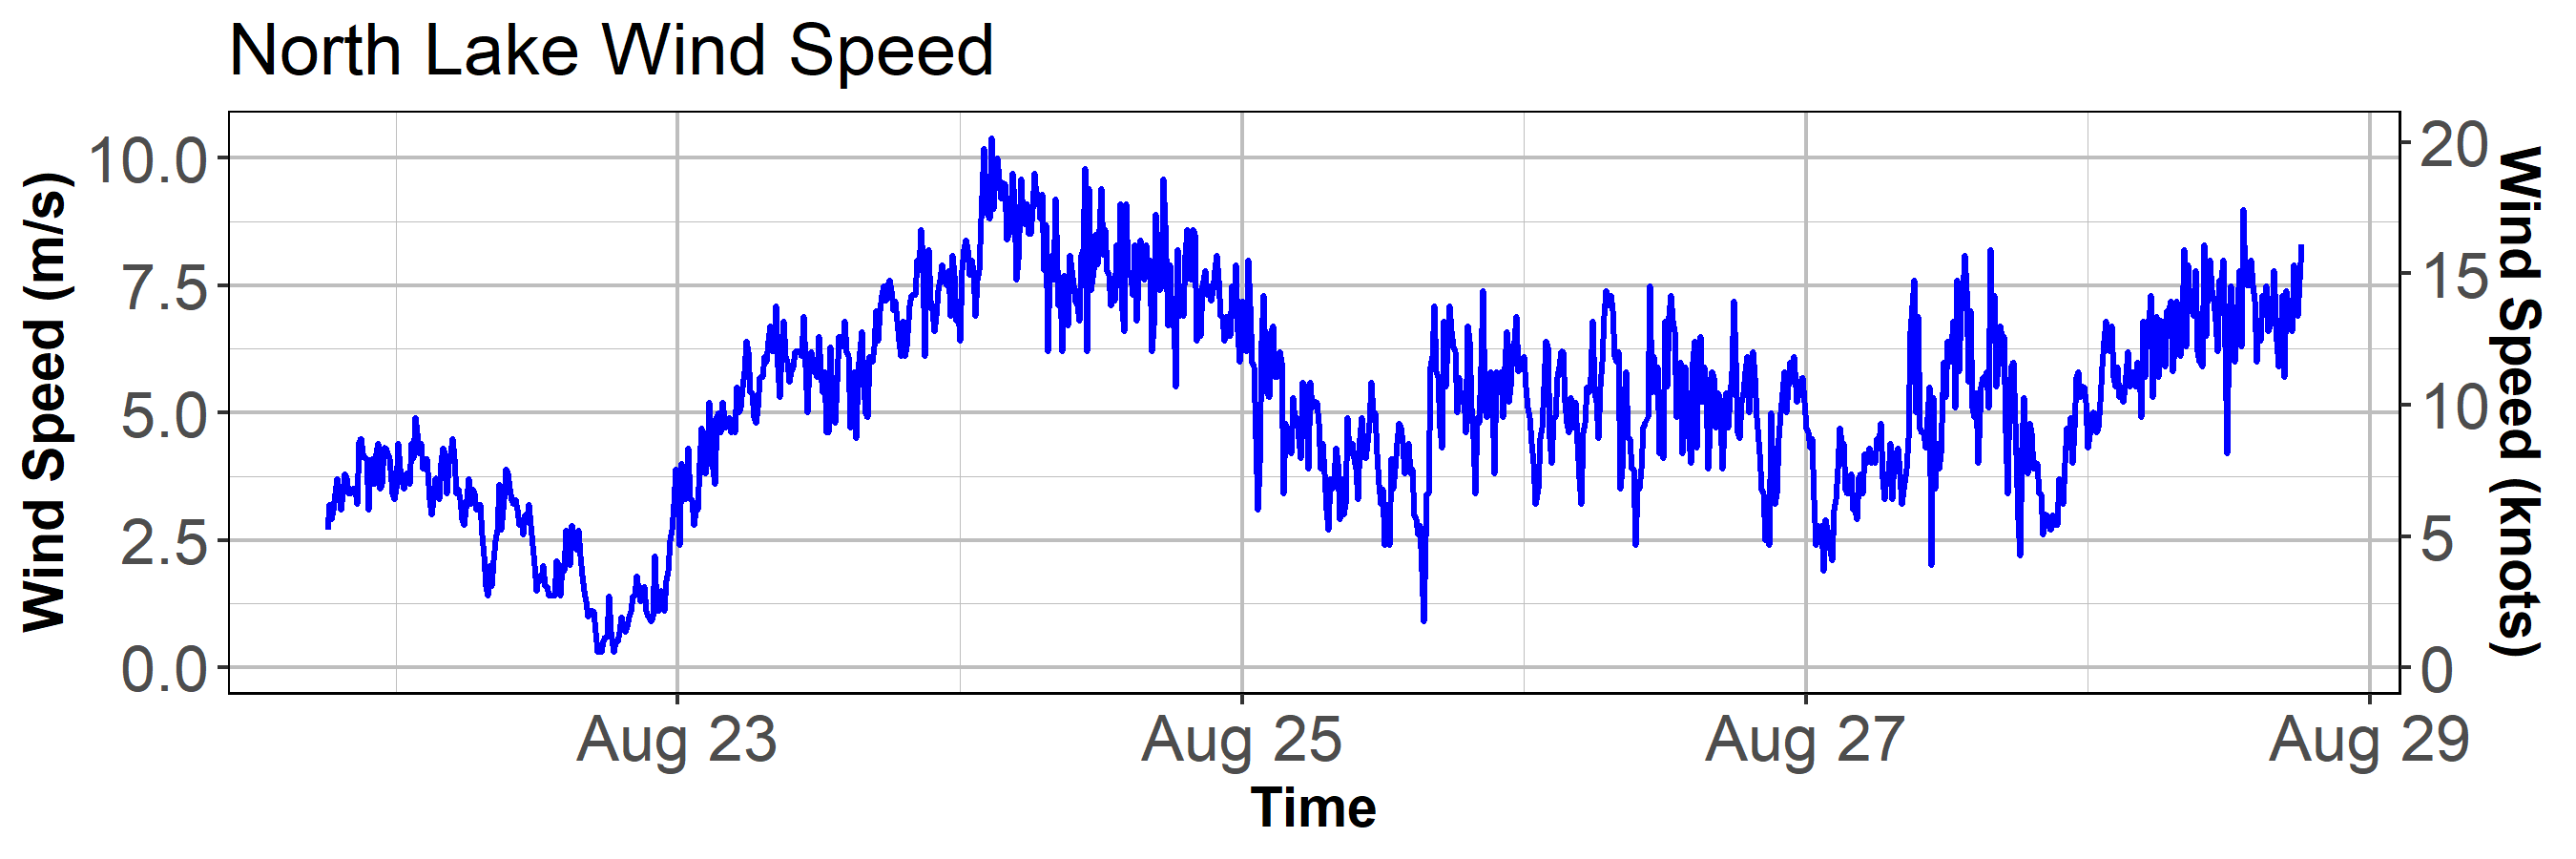 North Lake Wind Speed
Wind Speed (m/s)
10.0
7.5
5.0
2.5
0.0
20
15
10
5
0
Wind Speed (knots)
Aug 23 Aug 25 Aug 27 Aug 29
Time